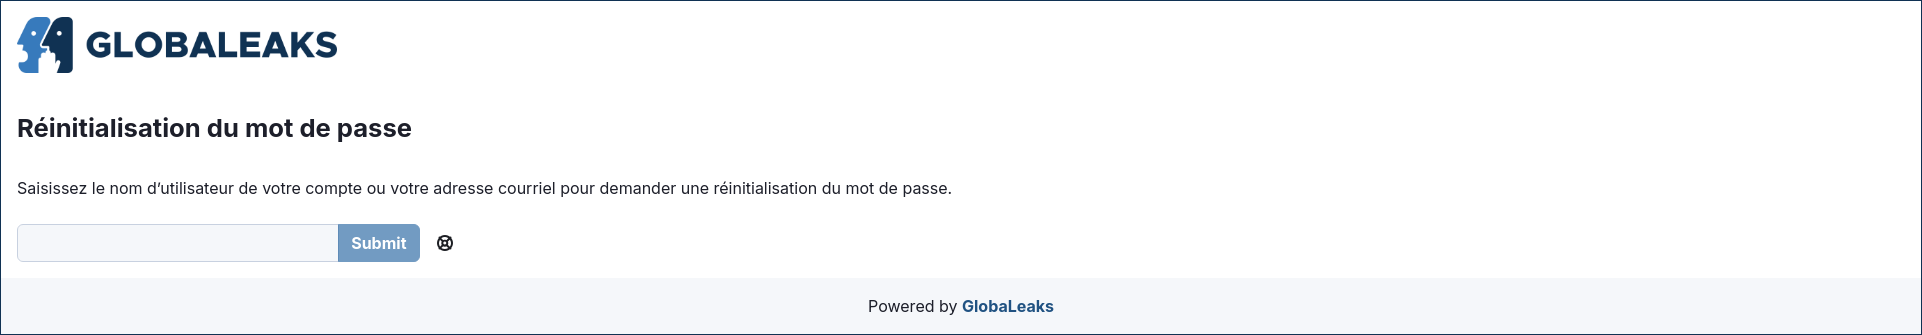 GLOBALEAKS
Réinitialisation du mot de passe
Saisissez le nom d’utilisateur de votre compte ou votre adresse courriel pour demander une réinitialisation du mot de passe.
Submit
Powered by GlobaLeaks